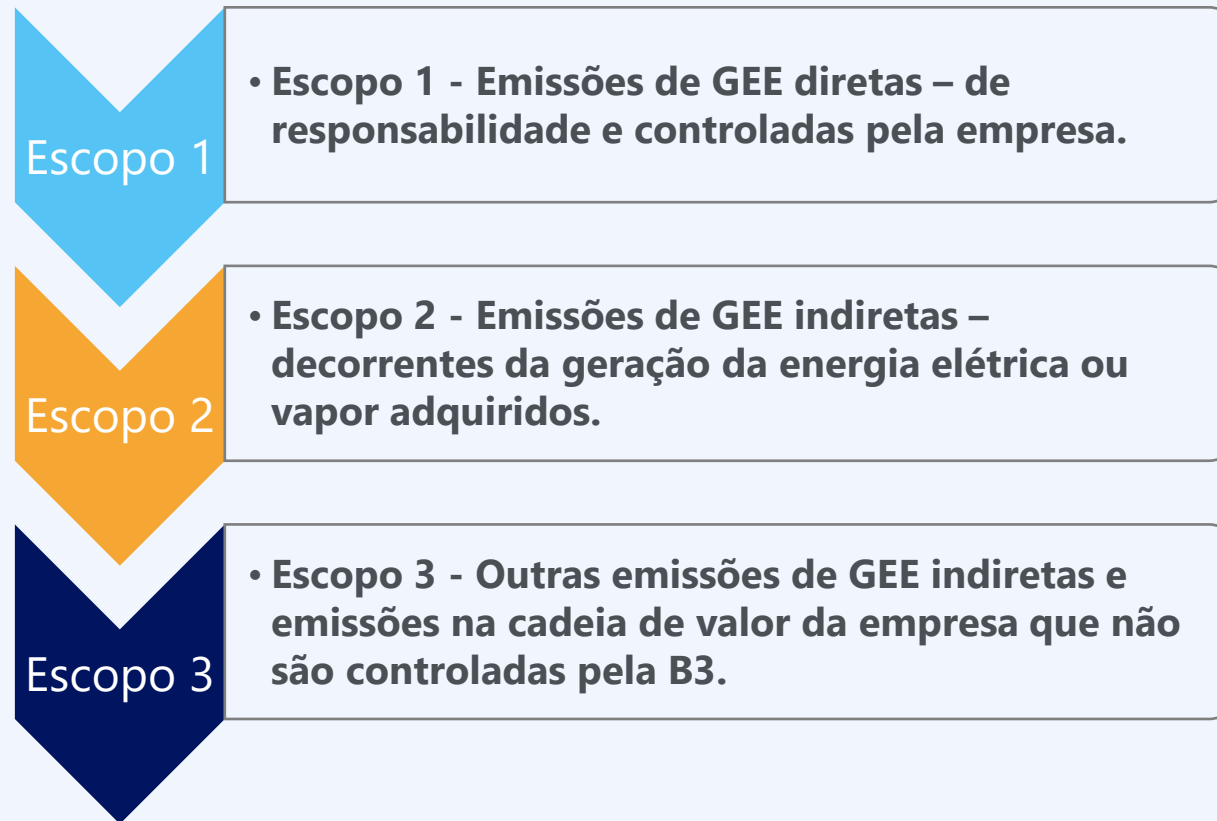 Escopo 1
• Escopo 1 - Emissões de GEE diretas – de
responsabilidade e controladas pela empresa.
Escopo 2
• Escopo 2 - Emissões de GEE indiretas –
decorrentes da geração da energia elétrica ou
vapor adquiridos.
Escopo 3
• Escopo 3 - Outras emissões de GEE indiretas e
emissões na cadeia de valor da empresa que não
são controladas pela B3.